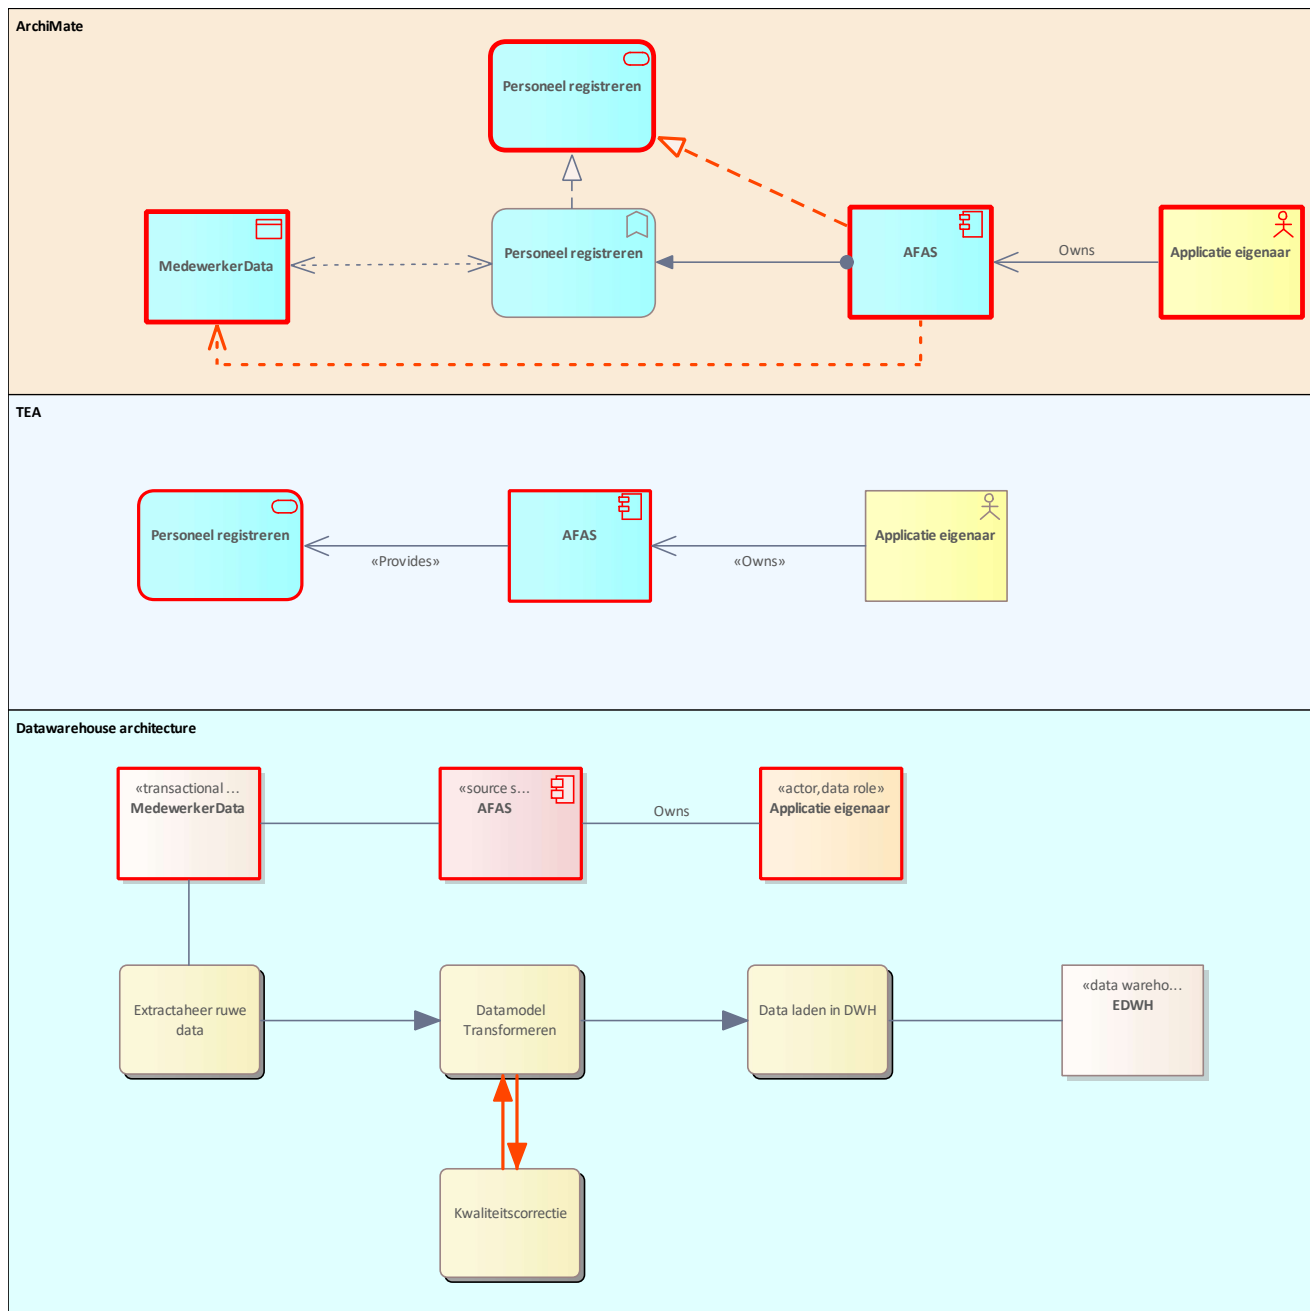 ArchiMate
Personeel registreren
MedewerkerData
Personeel registreren
AFAS
Owns
Applicatie eigenaar
TEA
Personeel registreren
«Provides»
AFAS
«Owns»
Applicatie eigenaar
Datawarehouse architecture
«transactional ...
MedewerkerData
«source s...
AFAS
Owns
«actor,data role»
Applicatie eigenaar
Extractaheer ruwe
data
Datamodel
Transformeren
Data laden in DWH
«data wareho...
EDWH
Kwaliteitscorrectie